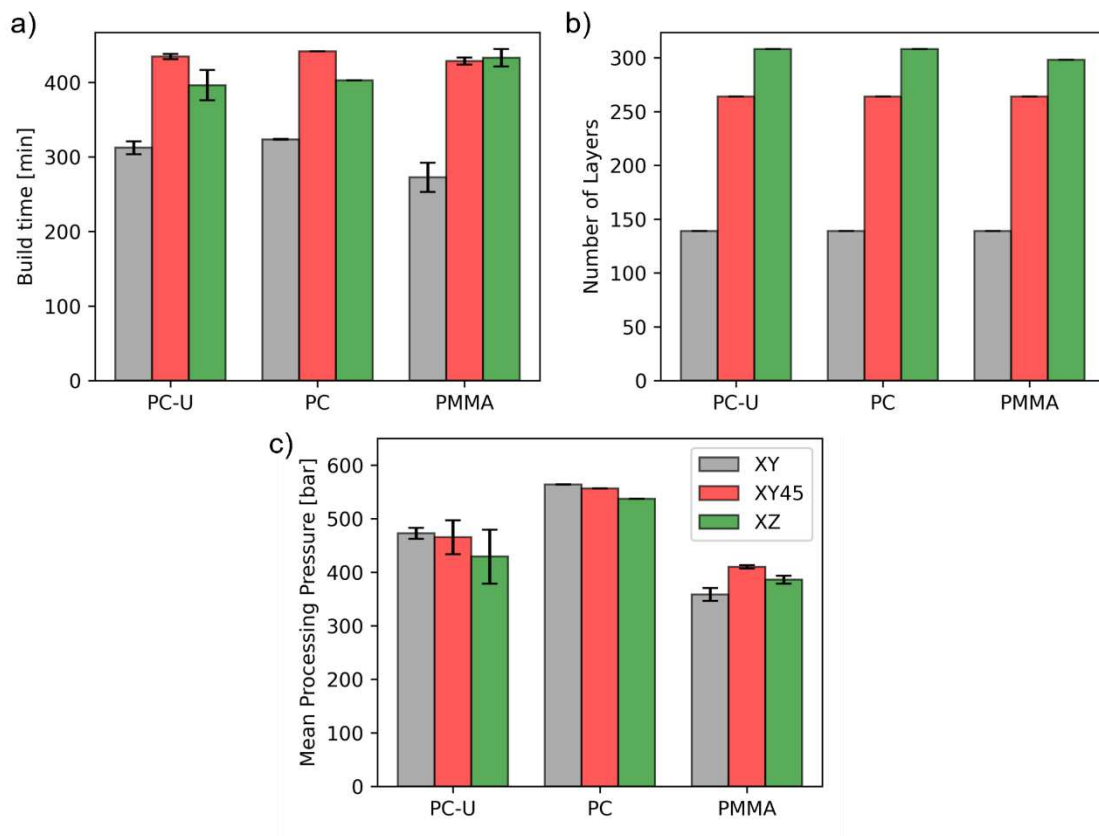 a)
Build time [min]
400
300
200
100
0
PC-U PC PMMA
b)
Number of Layers
300
250
200
150
100
50
0
PC-U PC PMMA
c)
Mean Processing Pressure [bar]
600
500
400
300
200
100
0
XY
XY45
XZ
PC-U PC PMMA